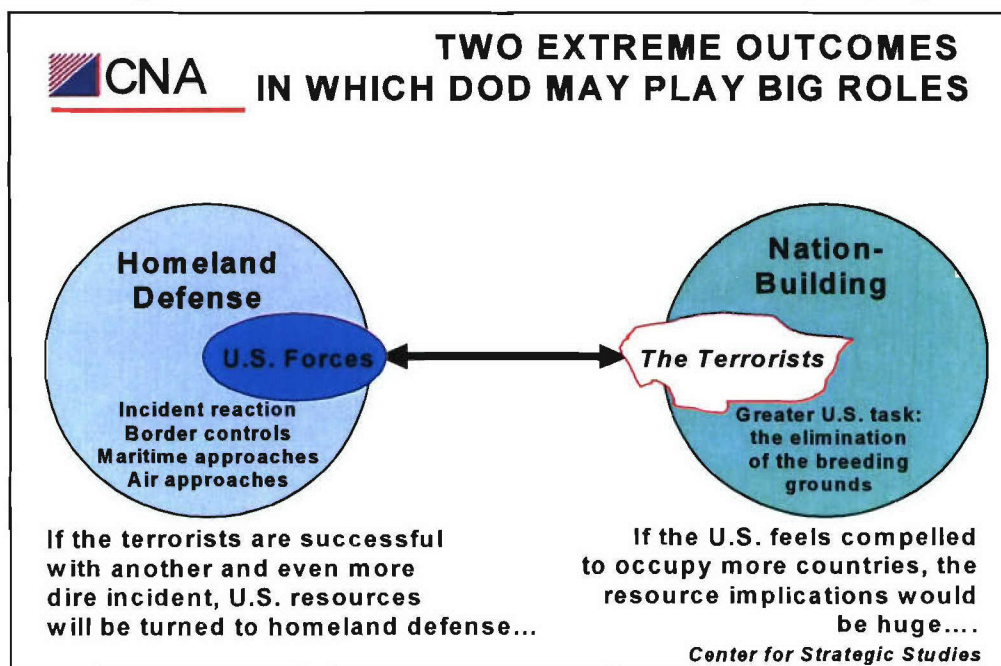 CNA
TWO EXTREME OUTCOMES
IN WHICH DOD MAY PLAY BIG ROLES
Homeland
Defense
U.S. Forces
Incident reaction
Border controls
Maritime approaches
Air approaches
Nation-
Building
The Terrorists
Greater U.S. task:
the elimination
of the breeding
grounds
If the terrorists are successful
with another and even more
dire incident, U.S. resources
will be turned to homeland defense...
If the U.S. feels compelled
to occupy more countries, the
resource implications would
be huge....
Center for Strategic Studies